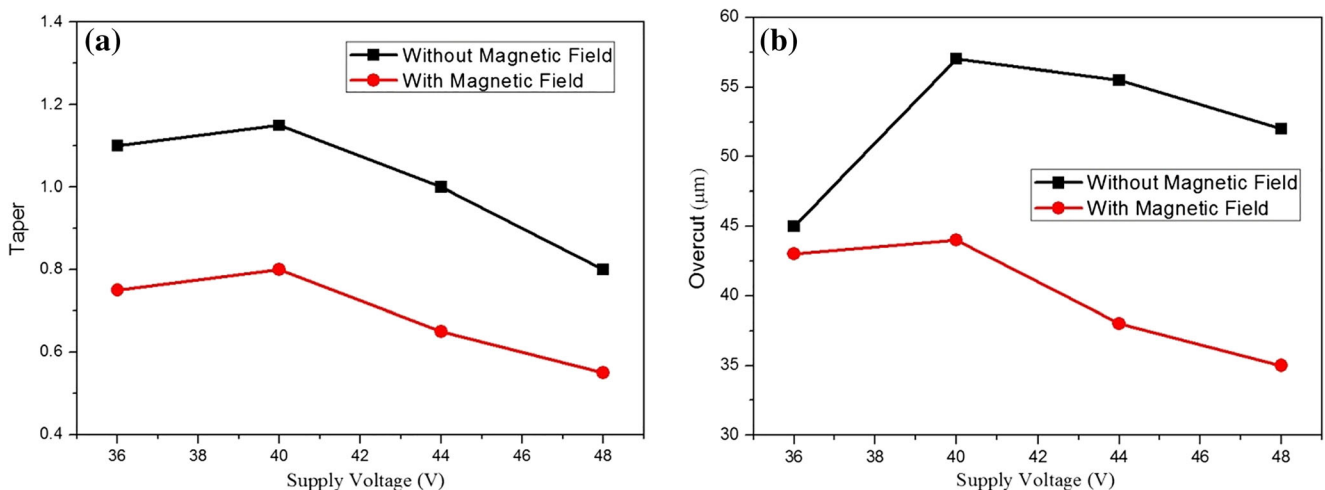 (a)
Without Magnetic Field
With Magnetic Field
Taper
1.4
1.2
1.0
0.8
0.6
0.4
36 38 40 42 44 46 48
Supply Voltage (V)
(b)
Without Magnetic Field
With Magnetic Field
Overcut (μm)
60
55
50
45
40
35
30
36 38 40 42 44 46 48
Supply Voltage (V)